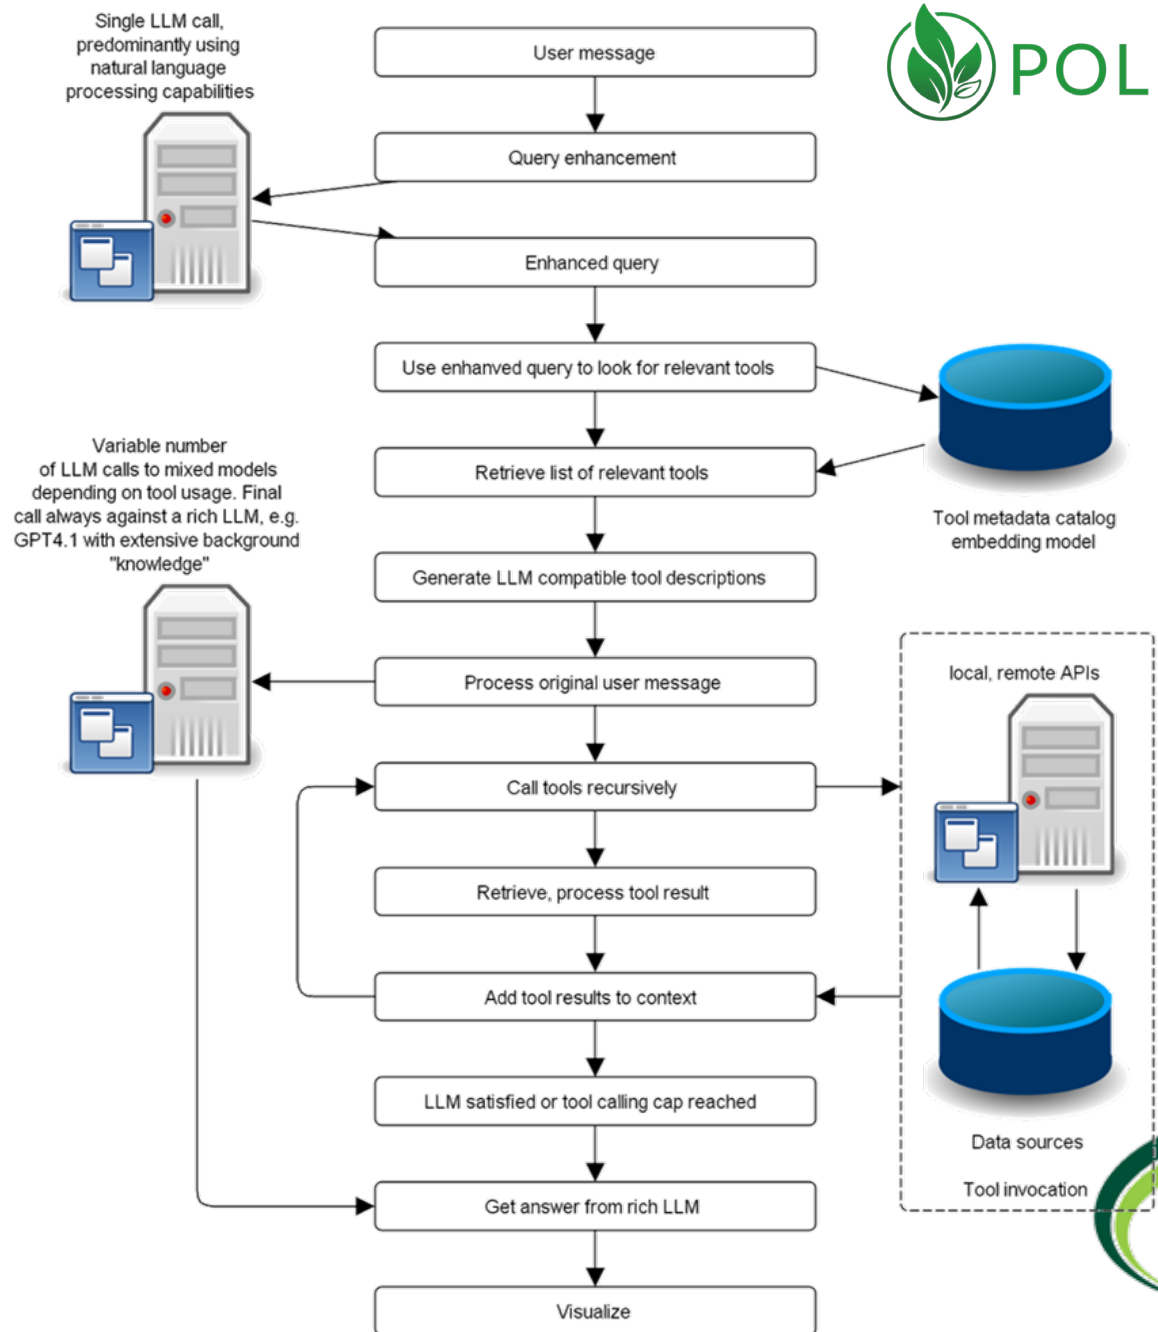 Single LLM call,
predominantly using
natural language
processing capabilities
User message
POL
Query enhancement
Enhanced query
Use enhanved query to look for relevant tools
Variable number
of LLM calls to mixed models
depending on tool usage. Final
call always against a rich LLM, e.g.
GPT4.1 with extensive background
"knowledge"
Retrieve list of relevant tools
Tool metadata catalog
embedding model
Generate LLM compatible tool descriptions
Process original user message
local, remote APIs
Call tools recursively
Retrieve, process tool result
Add tool results to context
LLM satisfied or tool calling cap reached
Data sources
Tool invocation
Get answer from rich LLM
Visualize